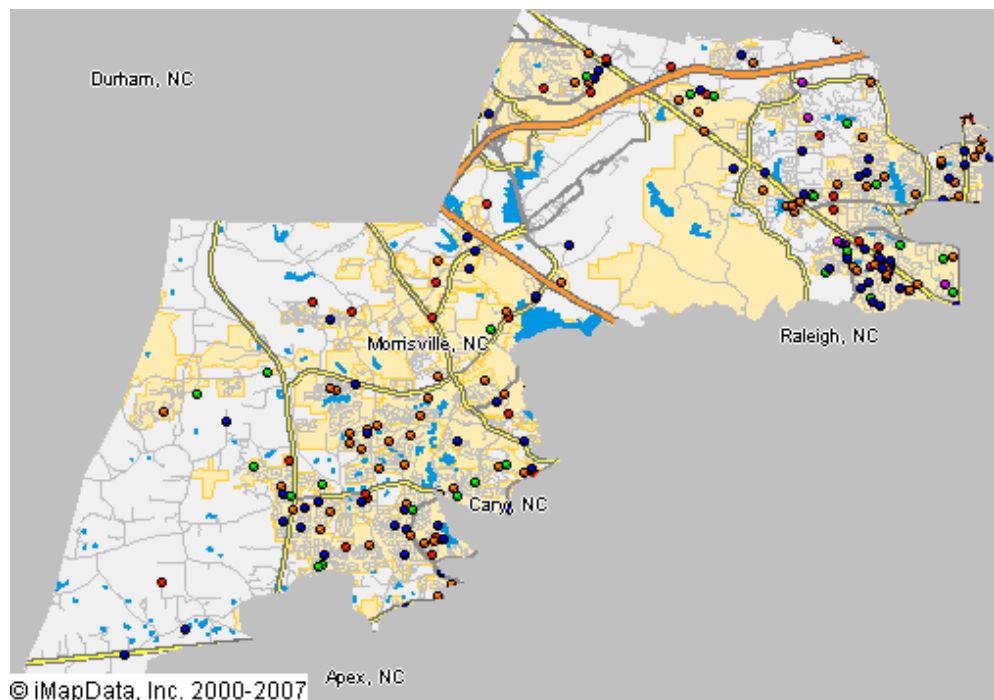 Durham, NC
Raleigh, NC
Morrisville, NC
Cary, NC
Apex, NC
© iMapData, Inc. 2000-2007